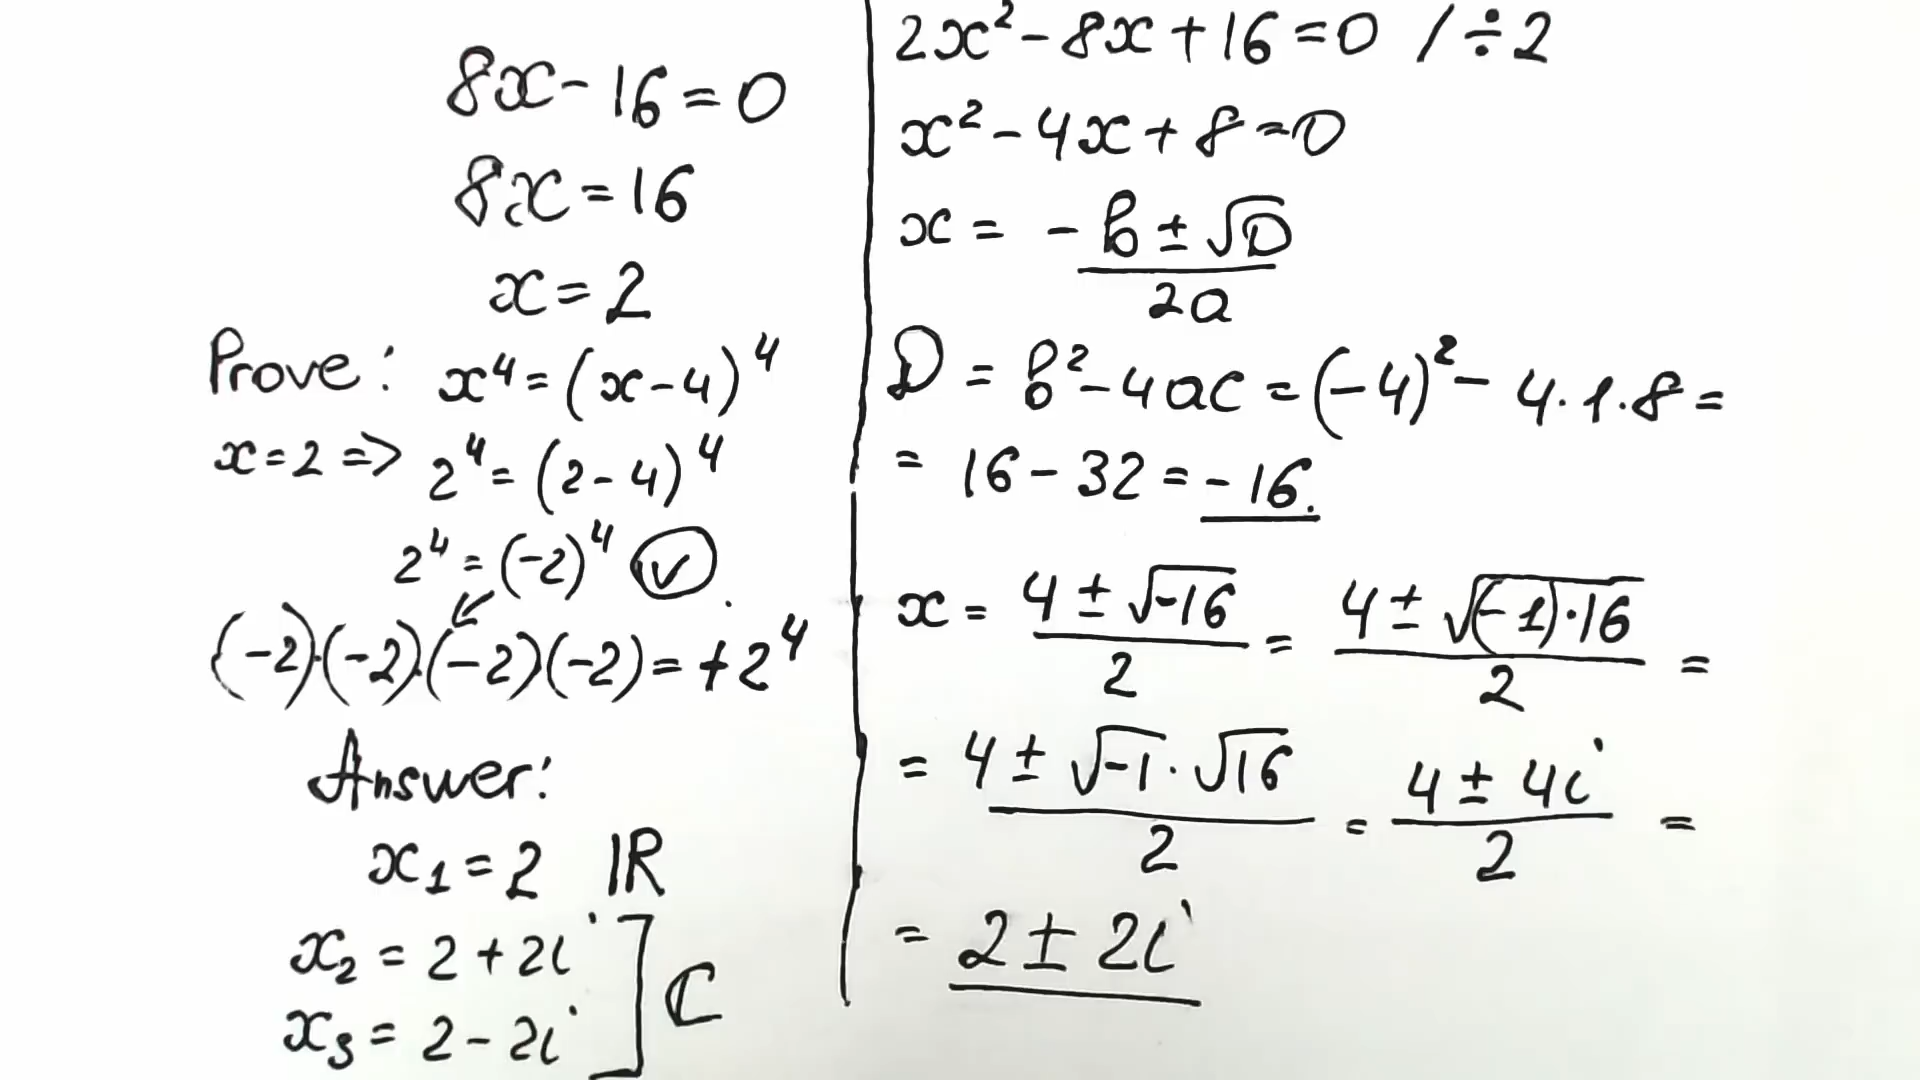 8x - 16 = 0
8x = 16
x = 2
Prove: x⁴ = (x - 4)⁴
x = 2 => 2⁴ = (2 - 4)⁴
2⁴ = (-2)⁴ ✓
(-2)·(-2)·(-2)(-2) = +2⁴
Answer:
x₁ = 2 ℝ
x₂ = 2 + 2i
x₃ = 2 - 2i ] ℂ
2x² - 8x + 16 = 0 / ÷ 2
x² - 4x + 8 = 0
x = (-b ± √D) / 2a
D = b² - 4ac = (-4)² - 4·1·8 =
= 16 - 32 = -16.
x = (4 ± √-16) / 2 = (4 ± √(-1)·16) / 2 =
= (4 ± √-1 · √16) / 2 = (4 ± 4i) / 2 =
= 2 ± 2i